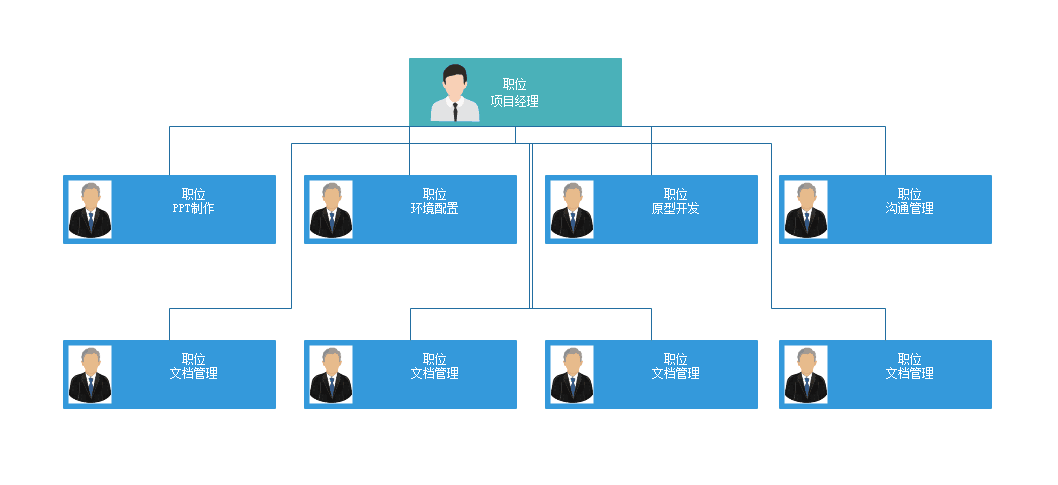 职位
项目经理
职位
PPT制作
职位
环境配置
职位
原型开发
职位
沟通管理
职位
文档管理
职位
文档管理
职位
文档管理
职位
文档管理